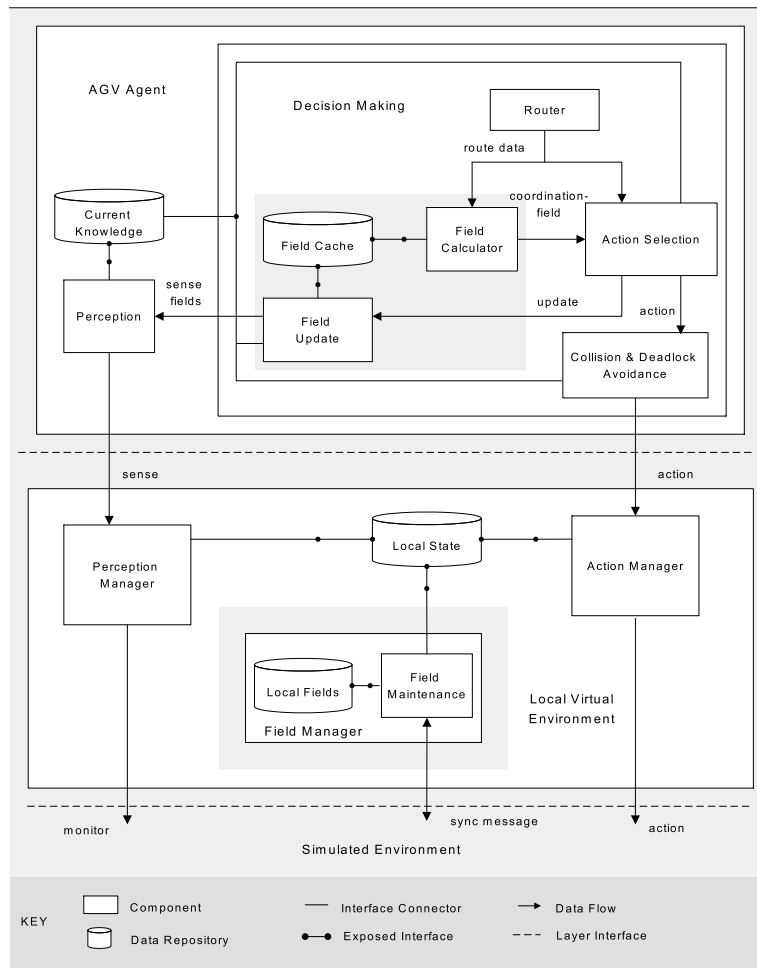 AGV Agent
Decision Making
Router
route data
coordination-
field
Current
Knowledge
Field Cache
Field
Calculator
Action Selection
sense
fields
Perception
Field
Update
update
action
Collision & Deadlock
Avoidance
sense
action
Perception
Manager
Local State
Action Manager
Local Fields
Field
Maintenance
Field Manager
Local Virtual
Environment
monitor
sync message
action
Simulated Environment
KEY
Component
Interface Connector
Data Flow
Data Repository
Exposed Interface
Layer Interface